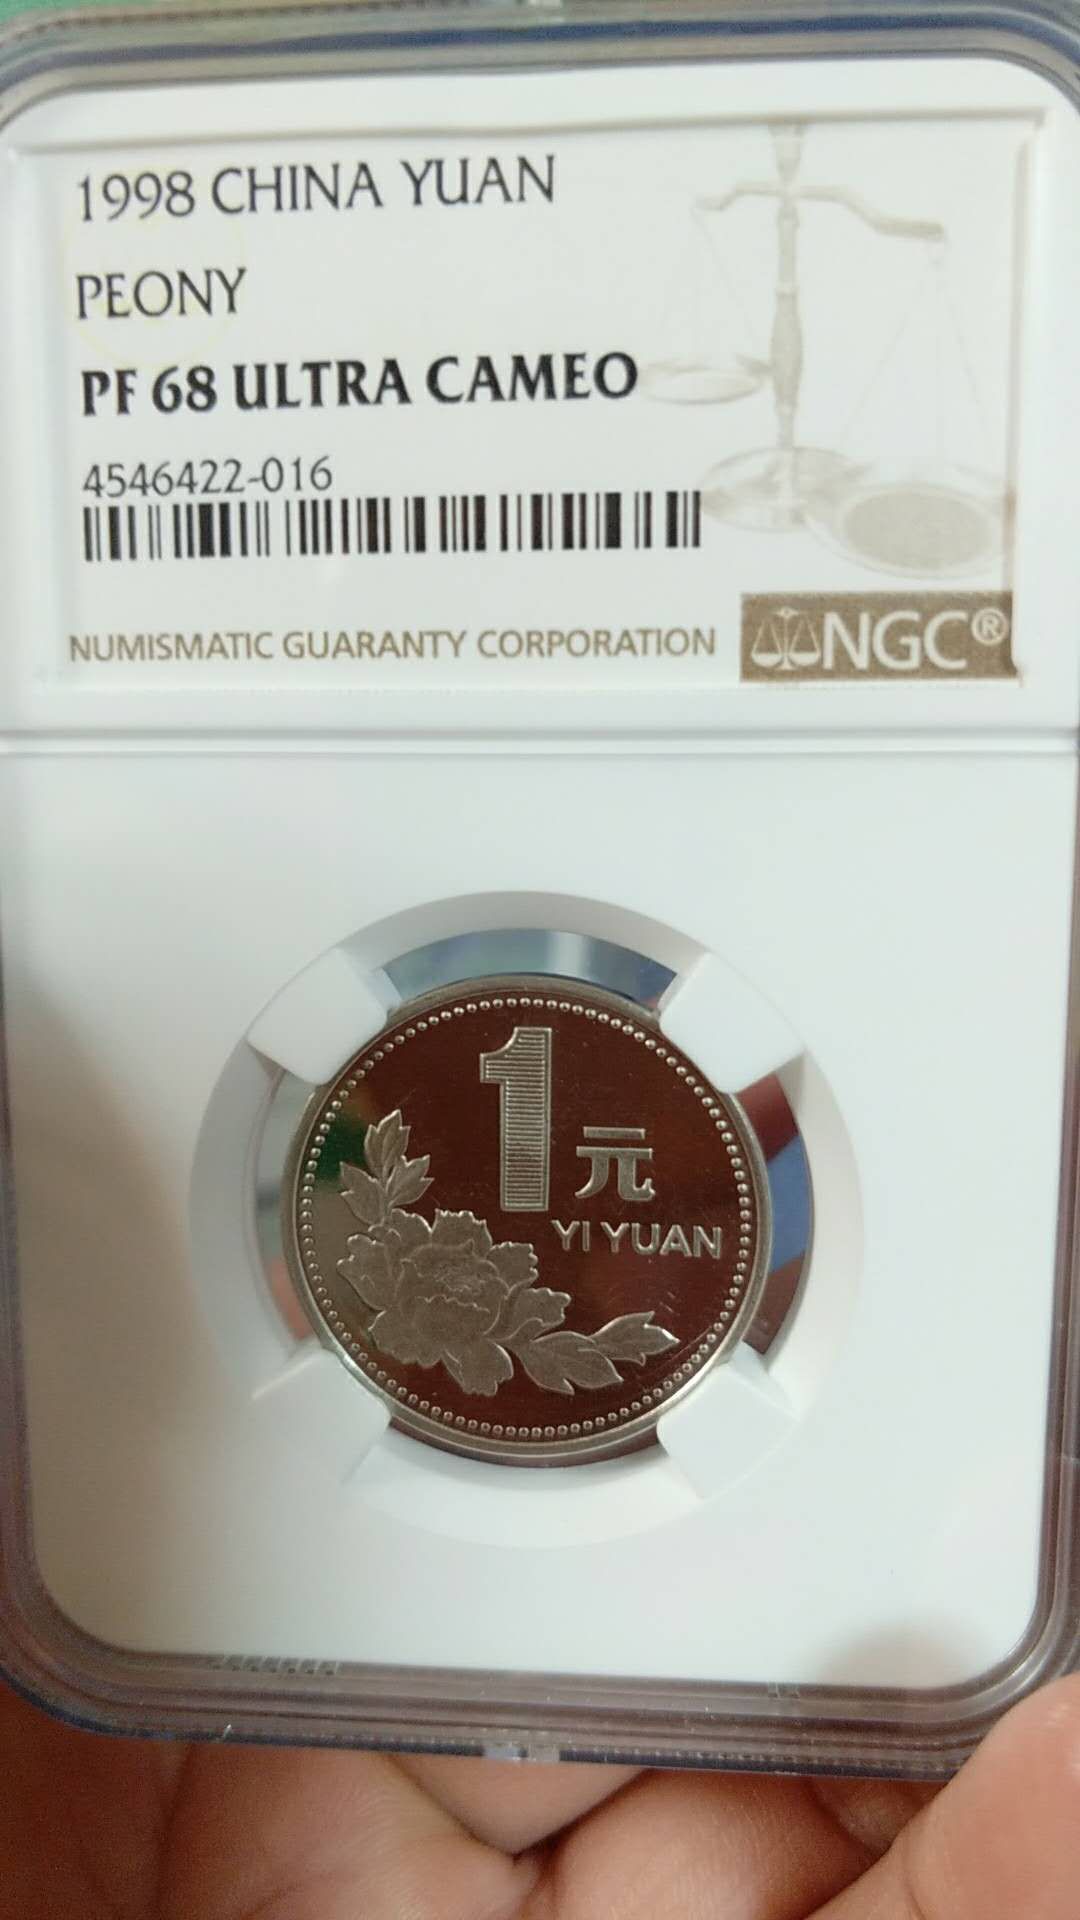 1998 CHINA YUAN
PEONY
PF 68 ULTRA CAMEO
4546422-016
NUMISMATIC GUARANTY CORPORATION
NGC®
1元
YI YUAN